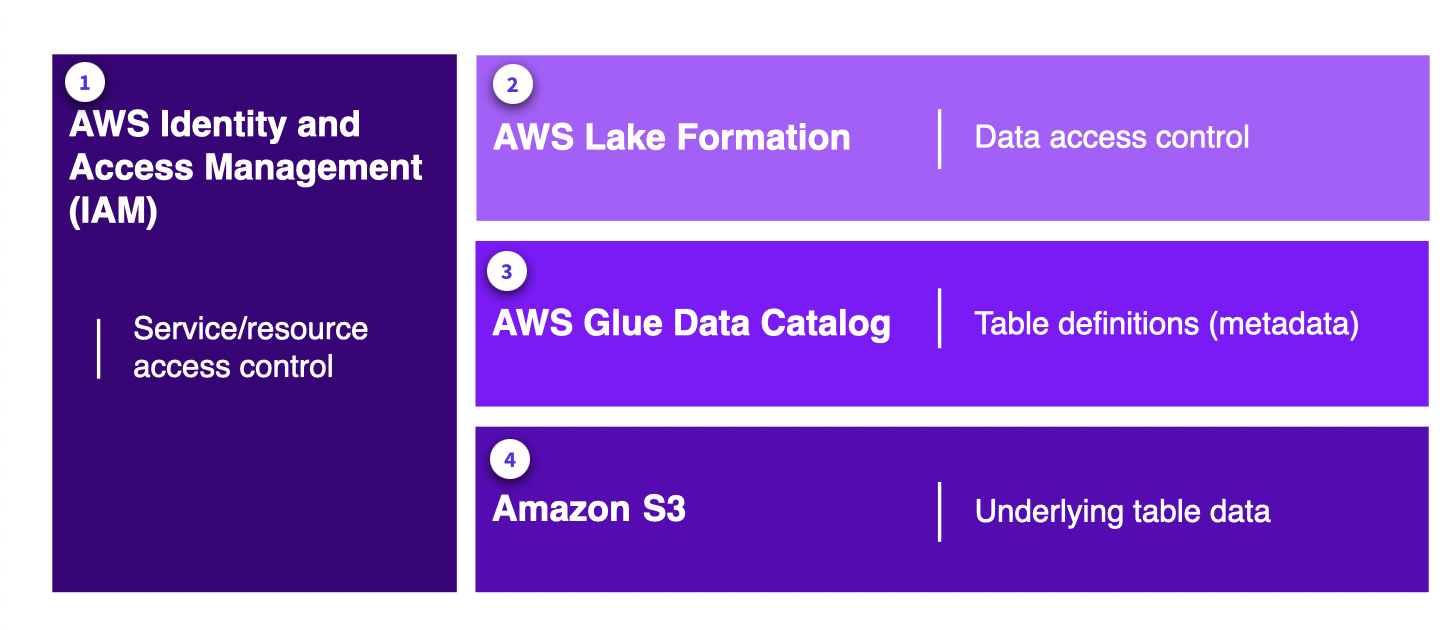 1
AWS Identity and
Access Management
(IAM)
Service/resource
access control
2
AWS Lake Formation
Data access control
3
AWS Glue Data Catalog
Table definitions (metadata)
4
Amazon S3
Underlying table data